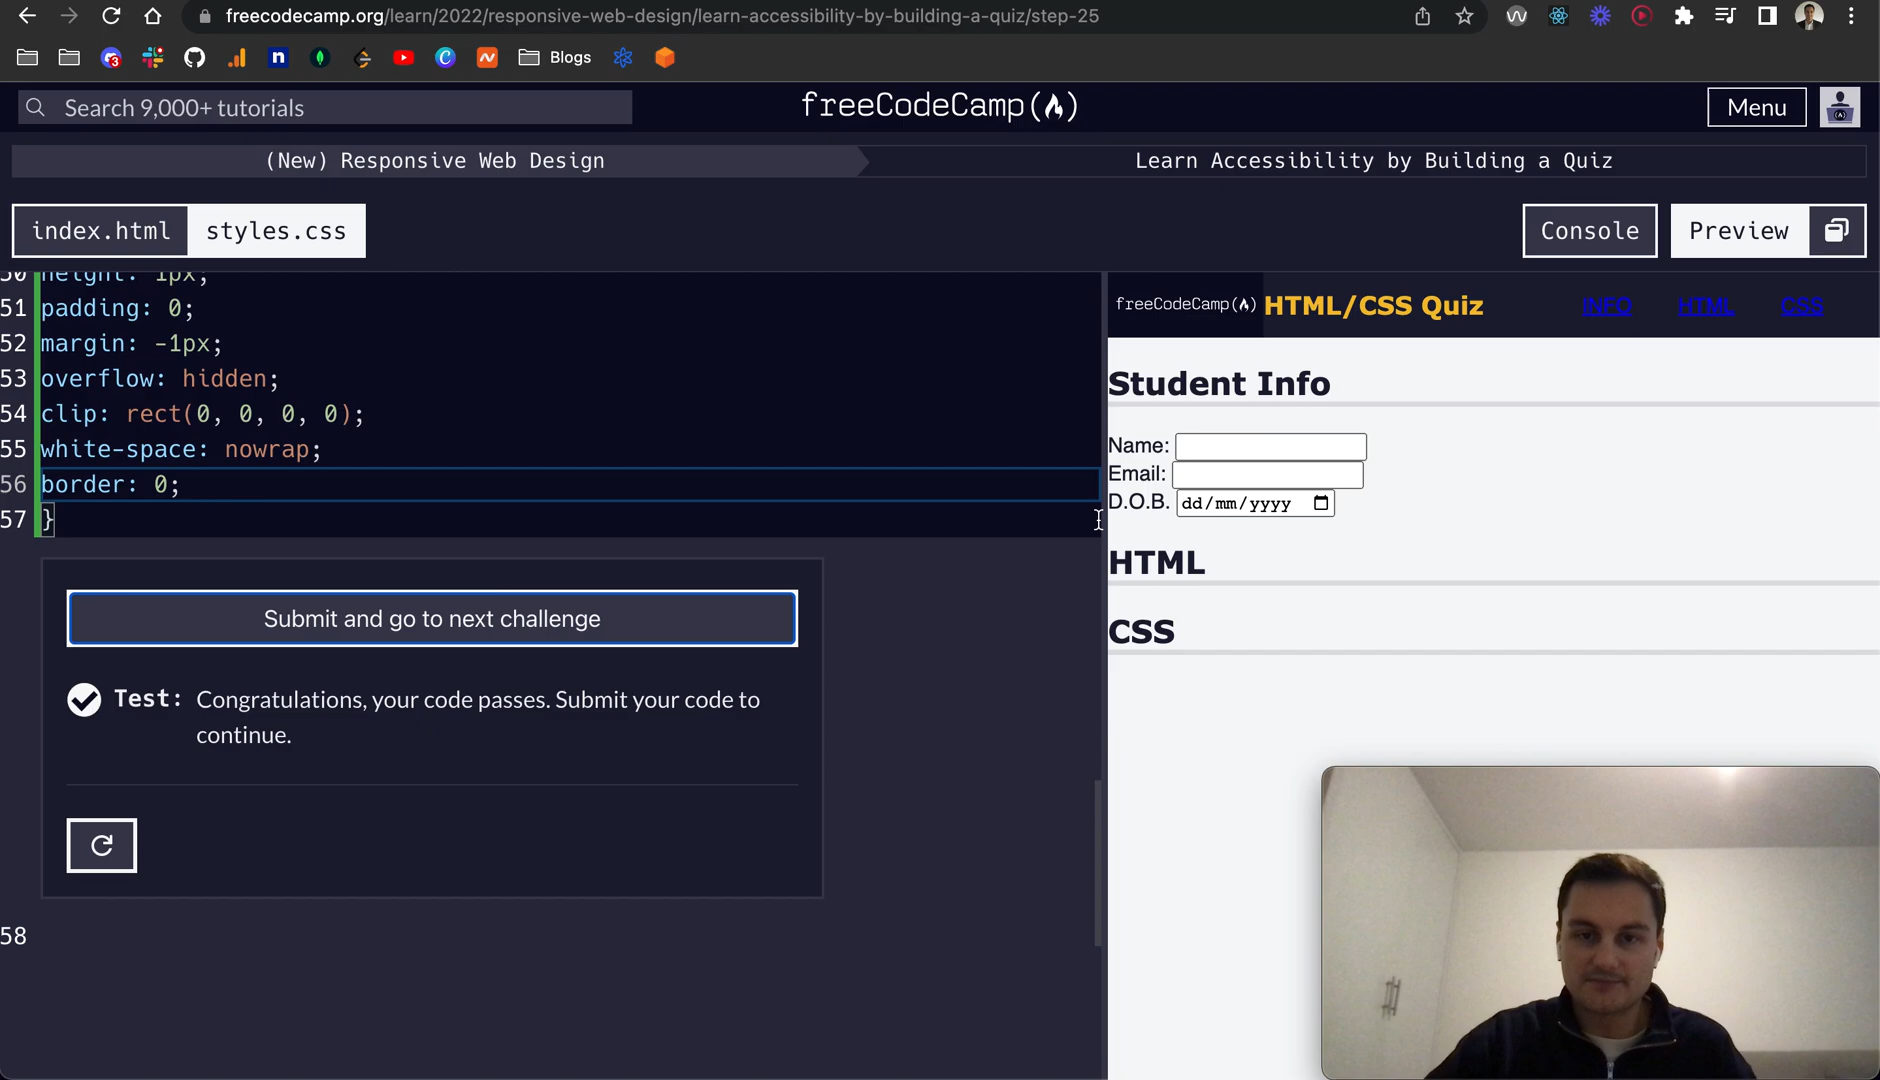 freecodecamp.org/learn/2022/responsive-web-design/learn-accessibility-by-building-a-quiz/step-25
3
n
Blogs
Search 9,000+ tutorials
freeCodeCamp(🔥)
Menu
(New) Responsive Web Design
Learn Accessibility by Building a Quiz
index.html
styles.css
Console
Preview
50 height: 1px;
51 padding: 0;
52 margin: -1px;
53 overflow: hidden;
54 clip: rect(0, 0, 0, 0);
55 white-space: nowrap;
56 border: 0;
57 }
Submit and go to next challenge
Test: Congratulations, your code passes. Submit your code to
continue.
58
freeCodeCamp(🔥)
HTML/CSS Quiz
INFO
HTML
CSS
Student Info
Name:
Email:
D.O.B. dd/mm/yyyy
HTML
CSS